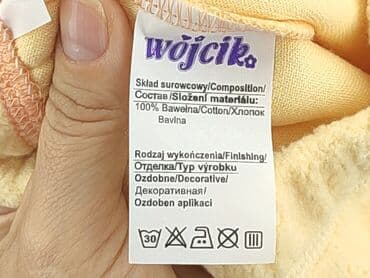 wójcik
Skład surowcowy/Composition/
Состав/Složení materiálu:
100% Bawełna/Cotton/Хлопок
Bavlna
Rodzaj wykończenia/Finishing/
Отделка/Typ výrobku
Ozdobne/Decorative/
Декоративная/
Ozdoben aplikaci
30